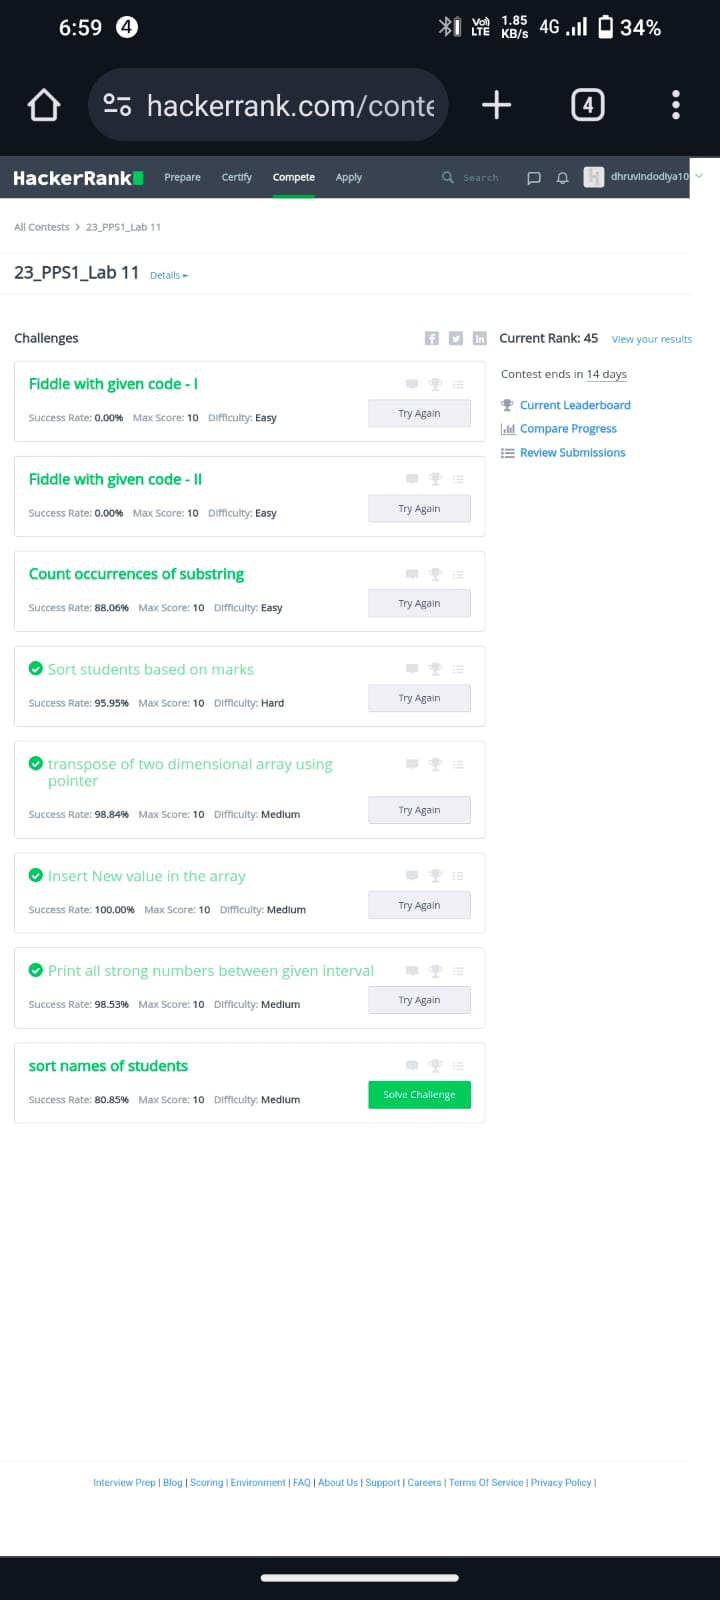 6:59 4 Vo) LTE 1.85 KB/s 4G 34%
hackerrank.com/conte 4
HackerRank Prepare Certify Compete Apply Search dhruvindodiya10
All Contests > 23_PPS1_Lab 11
23_PPS1_Lab 11 Details
Challenges
Fiddle with given code - I
Success Rate: 0.00% Max Score: 10 Difficulty: Easy
Try Again
Fiddle with given code - II
Success Rate: 0.00% Max Score: 10 Difficulty: Easy
Try Again
Count occurrences of substring
Success Rate: 88.06% Max Score: 10 Difficulty: Easy
Try Again
Sort students based on marks
Success Rate: 95.95% Max Score: 10 Difficulty: Hard
Try Again
transpose of two dimensional array using
pointer
Success Rate: 98.84% Max Score: 10 Difficulty: Medium
Try Again
Insert New value in the array
Success Rate: 100.00% Max Score: 10 Difficulty: Medium
Try Again
Print all strong numbers between given interval
Success Rate: 98.53% Max Score: 10 Difficulty: Medium
Try Again
sort names of students
Success Rate: 80.85% Max Score: 10 Difficulty: Medium
Solve Challenge
Current Rank: 45 View your results
Contest ends in 14 days
Current Leaderboard
Compare Progress
Review Submissions
Interview Prep | Blog | Scoring | Environment | FAQ | About Us | Support | Careers | Terms Of Service | Privacy Policy |